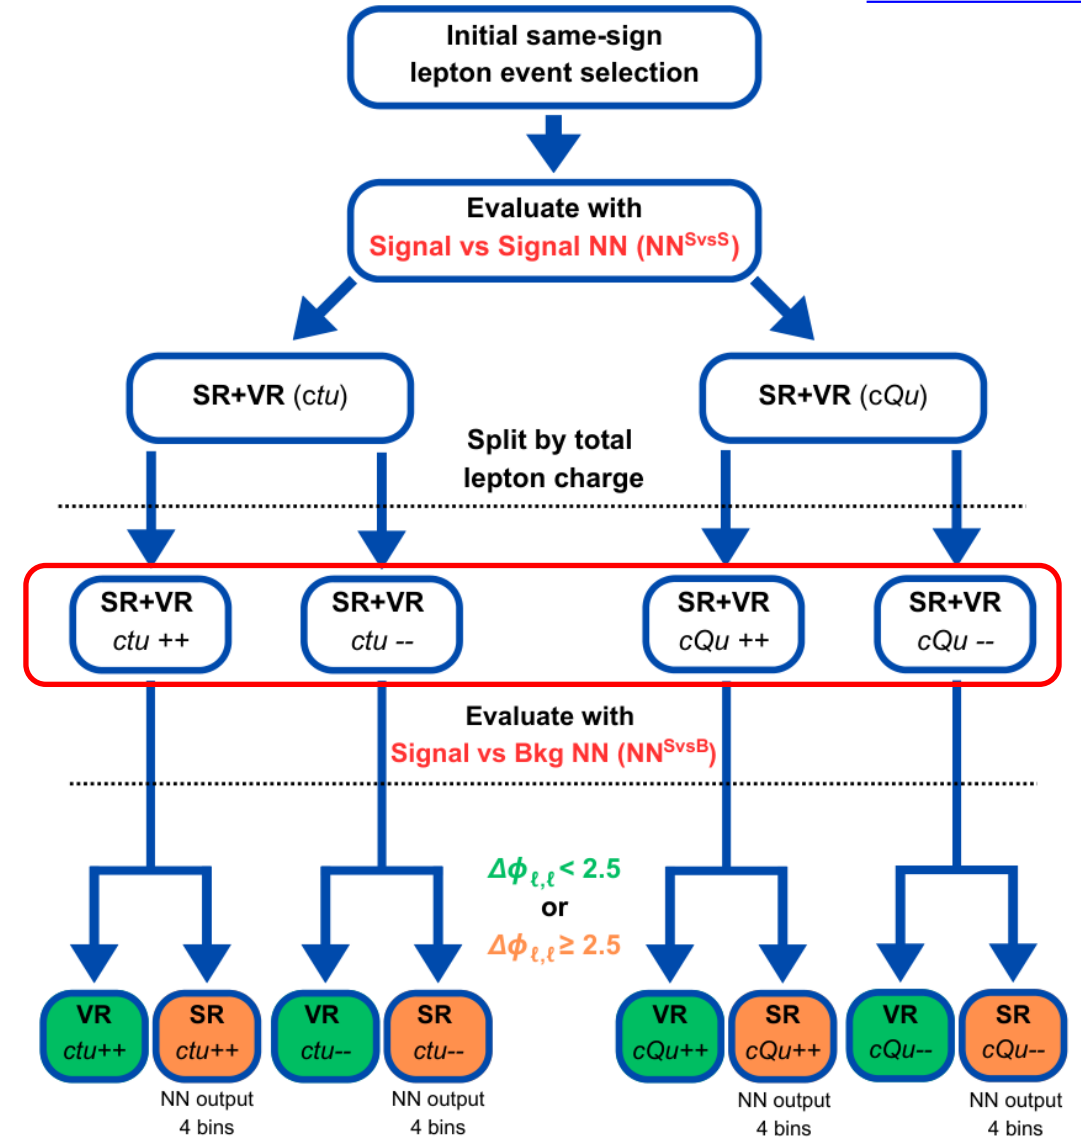 Initial same-sign
lepton event selection
Evaluate with
Signal vs Signal NN (NN^SvsS)
SR+VR (ctu)
SR+VR (cQu)
Split by total
lepton charge
SR+VR
ctu ++
SR+VR
ctu --
SR+VR
cQu ++
SR+VR
cQu --
Evaluate with
Signal vs Bkg NN (NN^SvsB)
Δϕ_ℓ,ℓ < 2.5
or
Δϕ_ℓ,ℓ ≥ 2.5
VR
ctu++
SR
ctu++
VR
ctu--
SR
ctu--
VR
cQu++
SR
cQu++
VR
cQu--
SR
cQu--
NN output
4 bins
NN output
4 bins
NN output
4 bins
NN output
4 bins